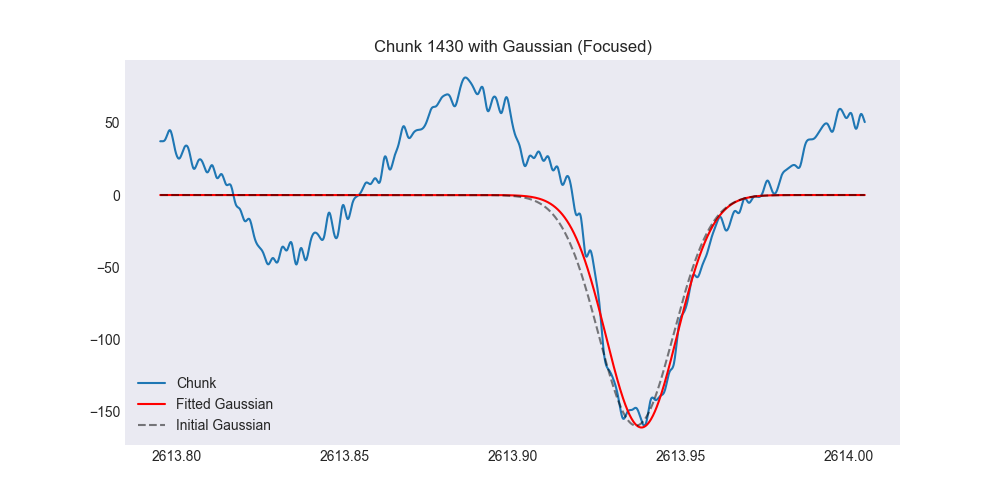 Chunk 1430 with Gaussian (Focused)
50
0
−50
−100
−150
Chunk
Fitted Gaussian
Initial Gaussian
2613.80 2613.85 2613.90 2613.95 2614.00